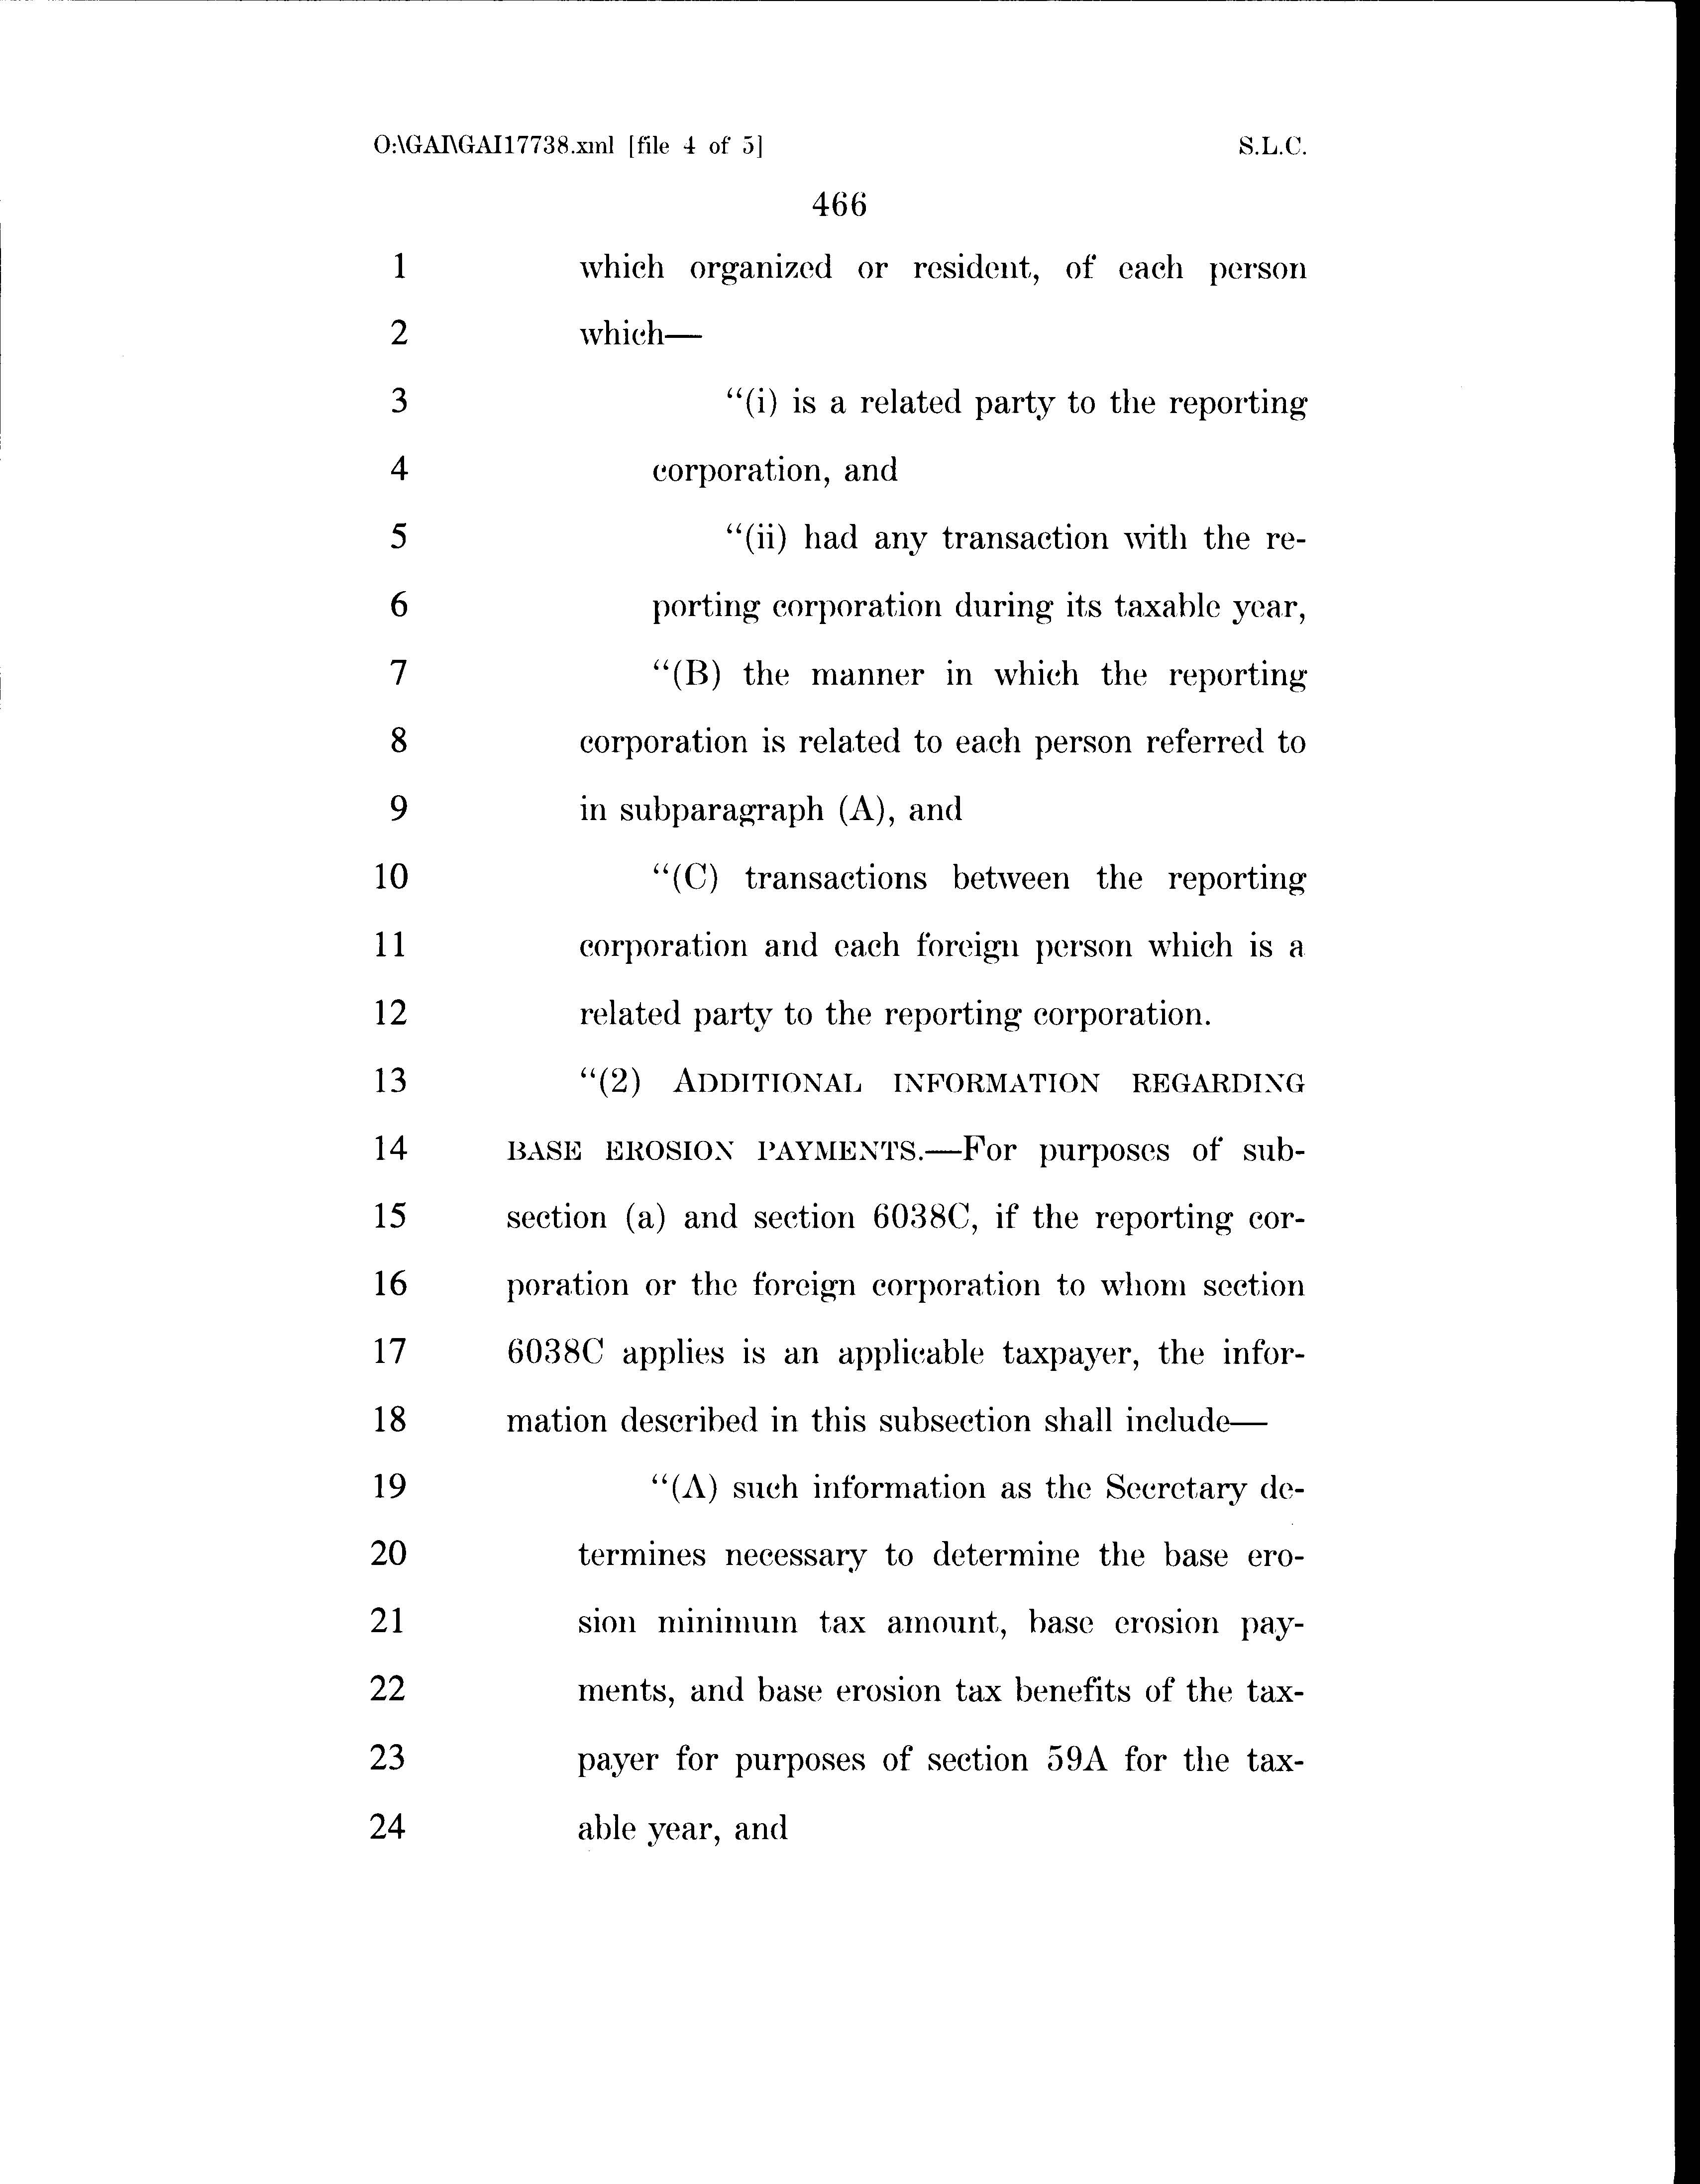 O:\GAI\GAI17738.xml [file 4 of 5] S.L.C.
466
1 which organized or resident, of each person
2 which—
3 “(i) is a related party to the reporting
4 corporation, and
5 “(ii) had any transaction with the re-
6 porting corporation during its taxable year,
7 “(B) the manner in which the reporting
8 corporation is related to each person referred to
9 in subparagraph (A), and
10 “(C) transactions between the reporting
11 corporation and each foreign person which is a
12 related party to the reporting corporation.
13 “(2) ADDITIONAL INFORMATION REGARDING
14 BASE EROSION PAYMENTS.—For purposes of sub-
15 section (a) and section 6038C, if the reporting cor-
16 poration or the foreign corporation to whom section
17 6038C applies is an applicable taxpayer, the infor-
18 mation described in this subsection shall include—
19 “(A) such information as the Secretary de-
20 termines necessary to determine the base ero-
21 sion minimum tax amount, base erosion pay-
22 ments, and base erosion tax benefits of the tax-
23 payer for purposes of section 59A for the tax-
24 able year, and